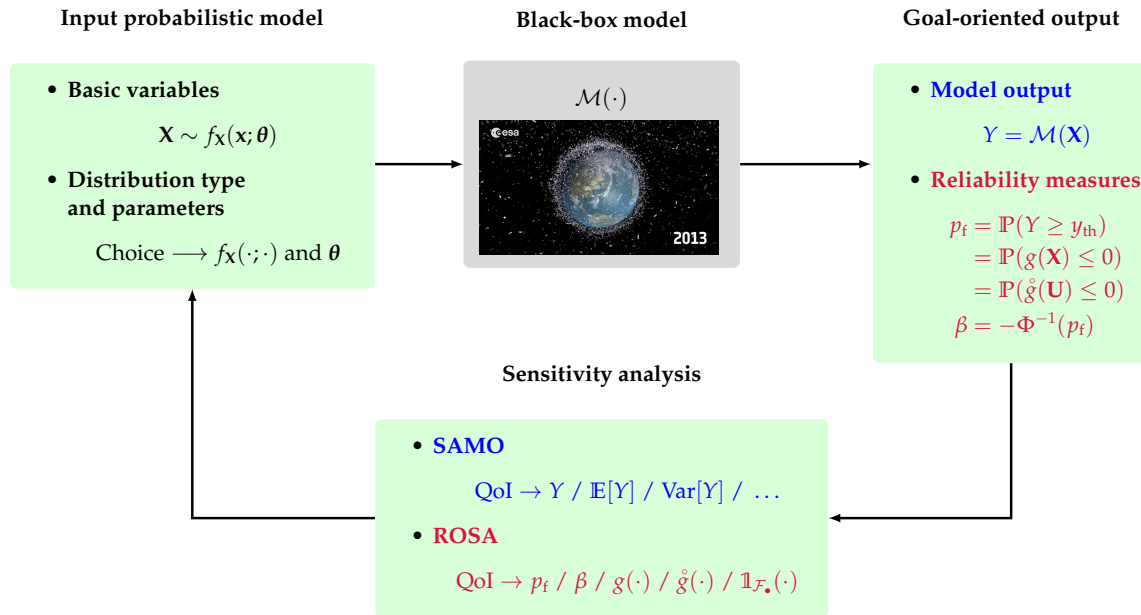 Input probabilistic model
Black-box model
Goal-oriented output
• Basic variables
X ∼ f_X(x; θ)
• Distribution type
and parameters
Choice ⟶ f_X(·; ·) and θ
M(·)
esa
2013
• Model output
Y = M(X)
• Reliability measures
p_f = ℙ(Y ≥ y_th)
= ℙ(g(X) ≤ 0)
= ℙ(g̊(U) ≤ 0)
β = −Φ⁻¹(p_f)
Sensitivity analysis
• SAMO
QoI → Y / 𝔼[Y] / Var[Y] / …
• ROSA
QoI → p_f / β / g(·) / g̊(·) / 𝟙_F•(·)